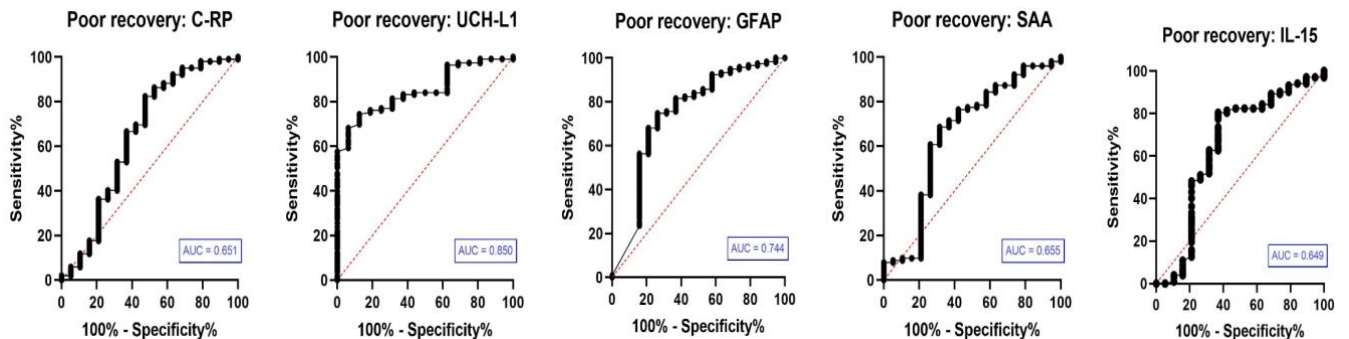 Poor recovery: C-RP
100
80
60
40
20
0
Sensitivity%
0 20 40 60 80 100
100% - Specificity%
AUC = 0.651
Poor recovery: UCH-L1
100
80
60
40
20
0
Sensitivity%
0 20 40 60 80 100
100% - Specificity%
AUC = 0.850
Poor recovery: GFAP
100
80
60
40
20
0
Sensitivity%
0 20 40 60 80 100
100% - Specificity%
AUC = 0.744
Poor recovery: SAA
100
80
60
40
20
0
Sensitivity%
0 20 40 60 80 100
100% - Specificity%
AUC = 0.655
Poor recovery: IL-15
100
80
60
40
20
0
Sensitivity%
0 20 40 60 80 100
100% - Specificity%
AUC = 0.649